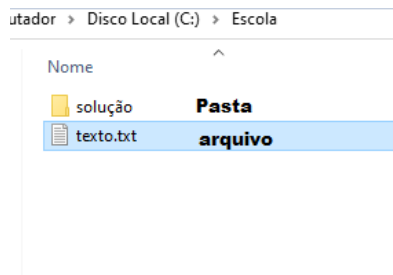 utador > Disco Local (C:) > Escola
Nome
solução Pasta
texto.txt arquivo